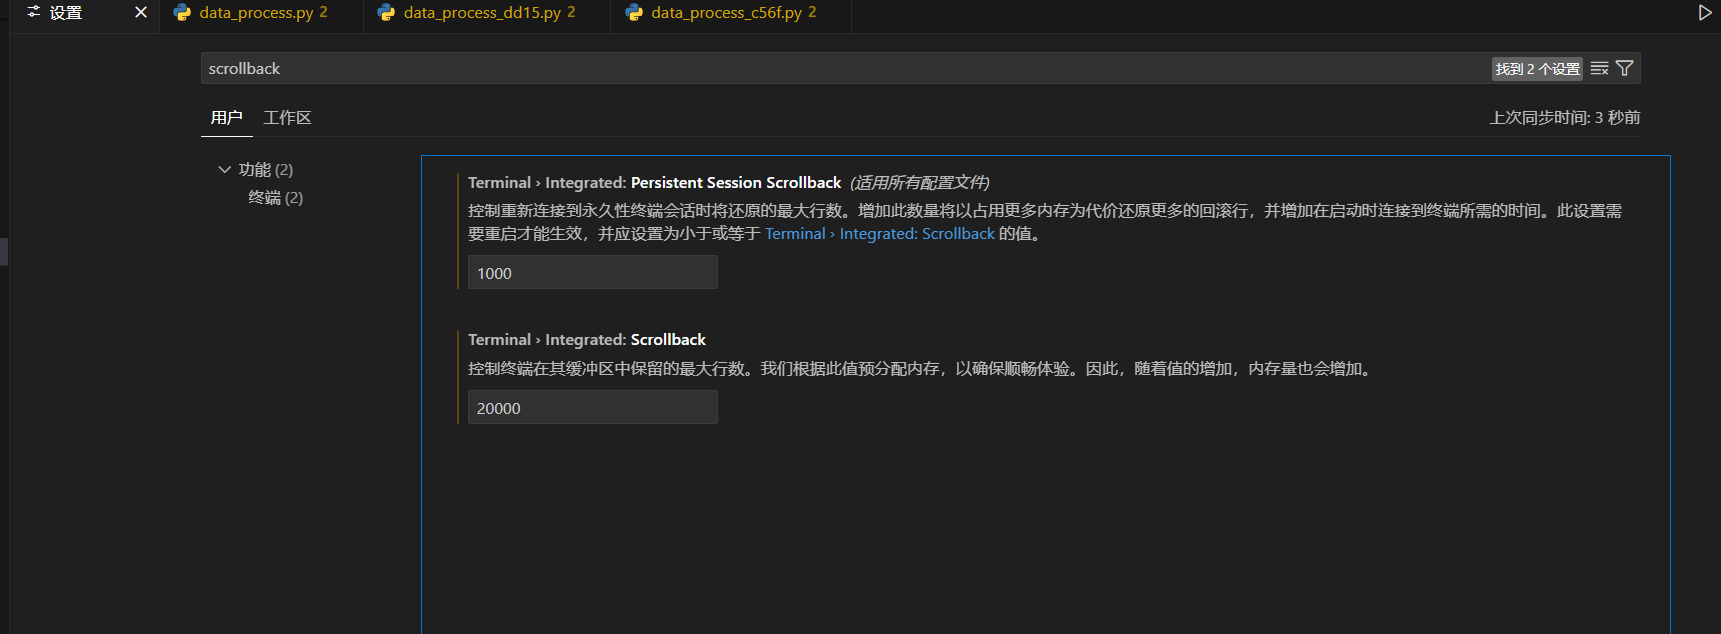 设置
data_process.py 2
data_process_dd15.py 2
data_process_c56f.py 2
scrollback
找到 2 个设置
用户 工作区
上次同步时间: 3 秒前
功能 (2)
终端 (2)
Terminal › Integrated: Persistent Session Scrollback (适用所有配置文件)
控制重新连接到永久性终端会话时将还原的最大行数。增加此数量将以占用更多内存为代价还原更多的回滚行，并增加在启动时连接到终端所需的时间。此设置需
要重启才能生效，并应设置为小于或等于 Terminal › Integrated: Scrollback 的值。
1000
Terminal › Integrated: Scrollback
控制终端在其缓冲区中保留的最大行数。我们根据此值预分配内存，以确保顺畅体验。因此，随着值的增加，内存量也会增加。
20000